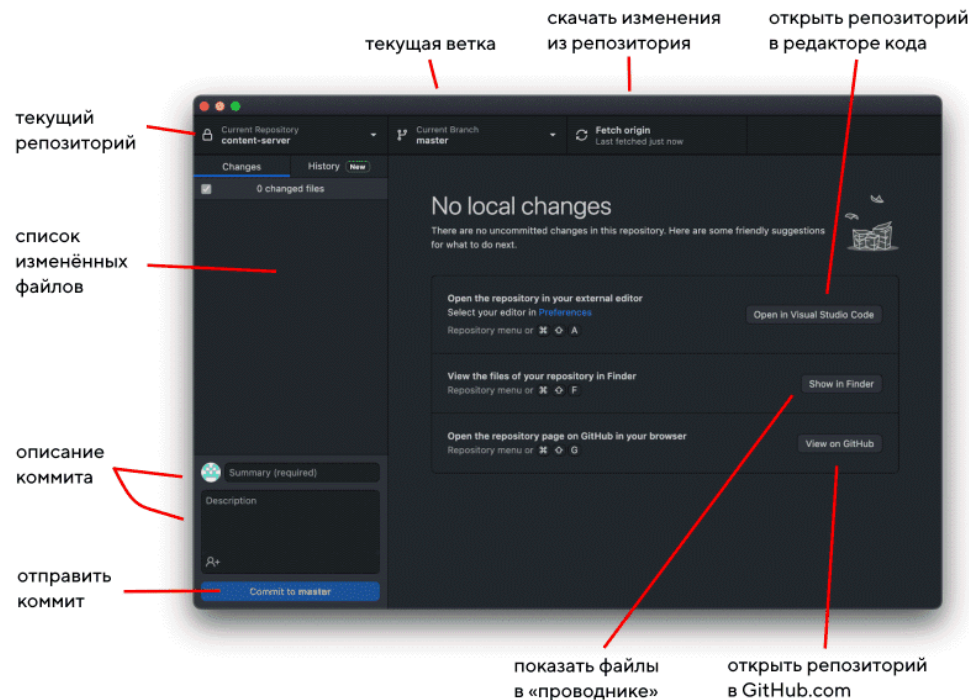 скачать изменения
из репозитория
открыть репозиторий
в редакторе кода
текущая ветка
текущий
репозиторий
Current Repository
content-server
Current Branch
master
Fetch origin
Last fetched just now
Changes
History New
0 changed files
No local changes
There are no uncommitted changes in this repository. Here are some friendly suggestions
for what to do next.
список
изменённых
файлов
Open the repository in your external editor
Select your editor in Preferences
Repository menu or ⌘ ⇧ A
Open in Visual Studio Code
View the files of your repository in Finder
Repository menu or ⌘ ⇧ F
Show in Finder
Open the repository page on GitHub in your browser
Repository menu or ⌘ ⇧ G
View on GitHub
описание
коммита
Summary (required)
Description
отправить
коммит
Commit to master
показать файлы
в «проводнике»
открыть репозиторий
в GitHub.com